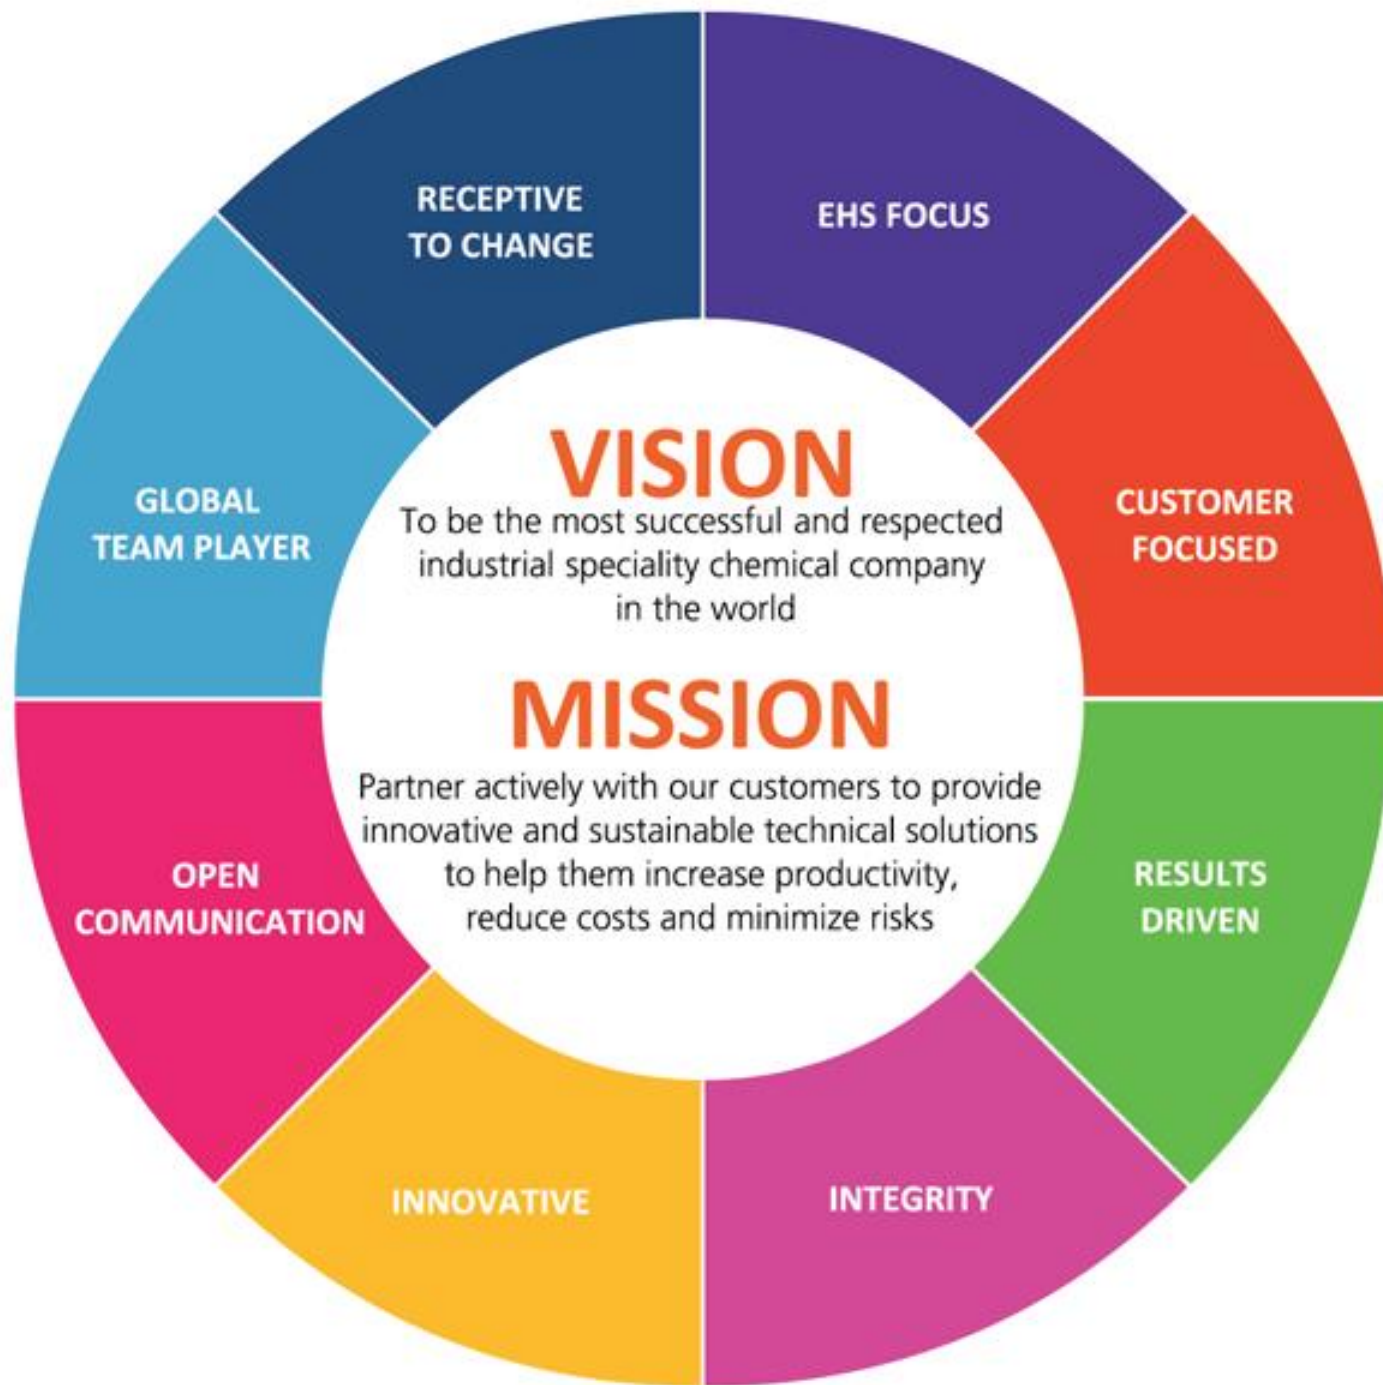 RECEPTIVE
TO CHANGE
EHS FOCUS
CUSTOMER
FOCUSED
RESULTS
DRIVEN
INTEGRITY
INNOVATIVE
OPEN
COMMUNICATION
GLOBAL
TEAM PLAYER
VISION
To be the most successful and respected
industrial speciality chemical company
in the world
MISSION
Partner actively with our customers to provide
innovative and sustainable technical solutions
to help them increase productivity,
reduce costs and minimize risks